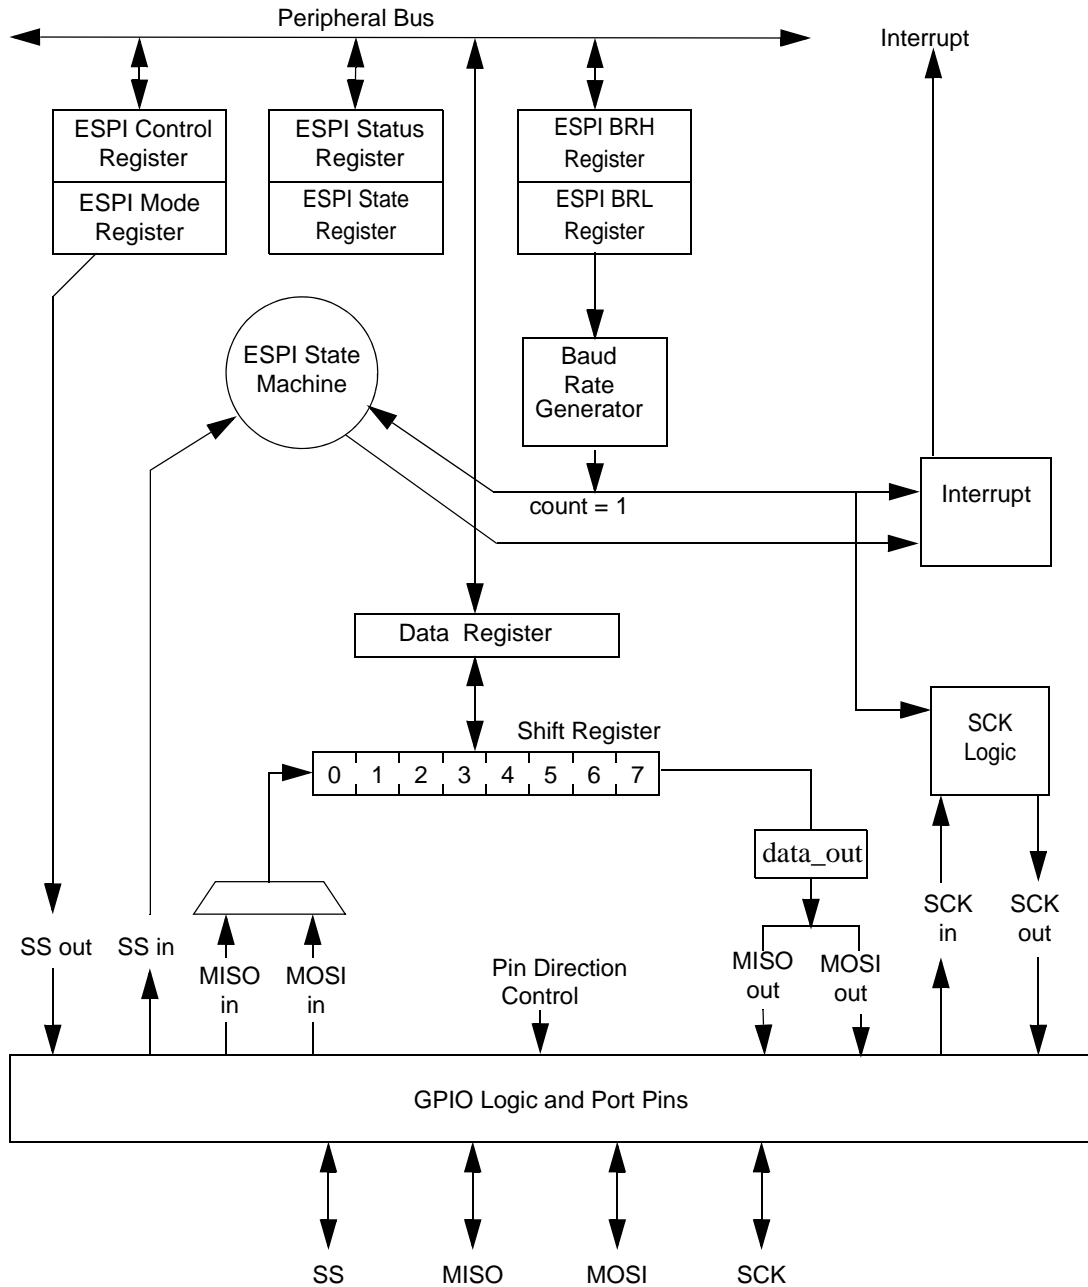 Peripheral Bus
Interrupt
ESPI Control
Register
ESPI Status
Register
ESPI BRH
Register
ESPI Mode
Register
ESPI State
Register
ESPI BRL
Register
ESPI State
Machine
Baud
Rate
Generator
count = 1
Interrupt
Data Register
Shift Register
0 1 2 3 4 5 6 7
SCK
Logic
data_out
SS out
SS in
MISO
in
MOSI
in
Pin Direction
Control
MISO
out
MOSI
out
SCK
in
SCK
out
GPIO Logic and Port Pins
SS
MISO
MOSI
SCK